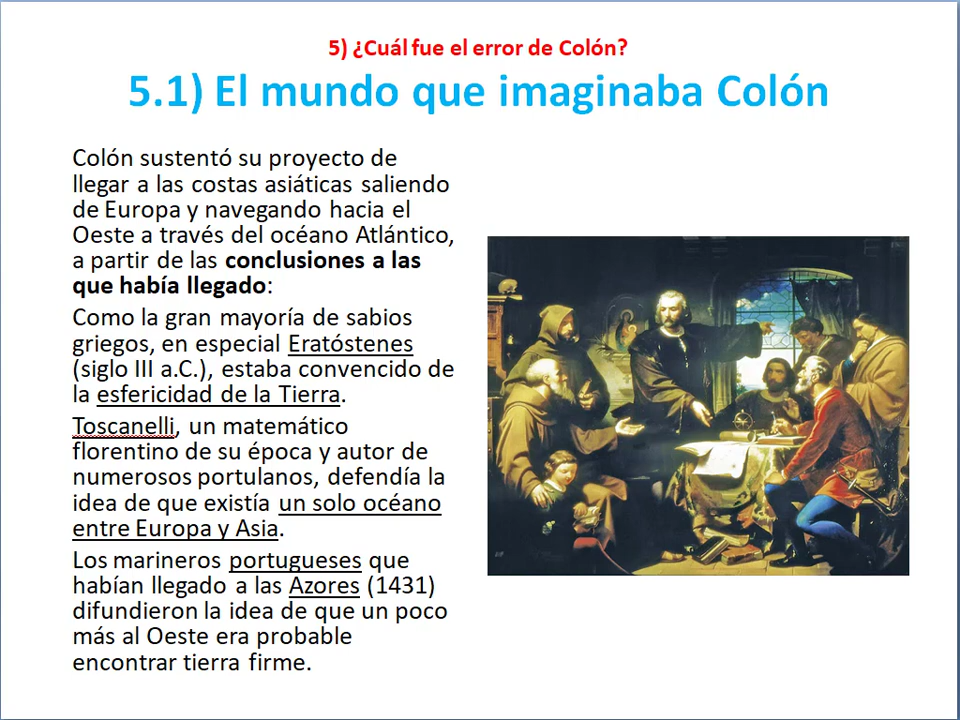 5) ¿Cuál fue el error de Colón?
5.1) El mundo que imaginaba Colón
Colón sustentó su proyecto de
llegar a las costas asiáticas saliendo
de Europa y navegando hacia el
Oeste a través del océano Atlántico,
a partir de las conclusiones a las
que había llegado:
Como la gran mayoría de sabios
griegos, en especial Eratóstenes
(siglo III a.C.), estaba convencido de
la esfericidad de la Tierra.
Toscanelli, un matemático
florentino de su época y autor de
numerosos portulanos, defendía la
idea de que existía un solo océano
entre Europa y Asia.
Los marineros portugueses que
habían llegado a las Azores (1431)
difundieron la idea de que un poco
más al Oeste era probable
encontrar tierra firme.